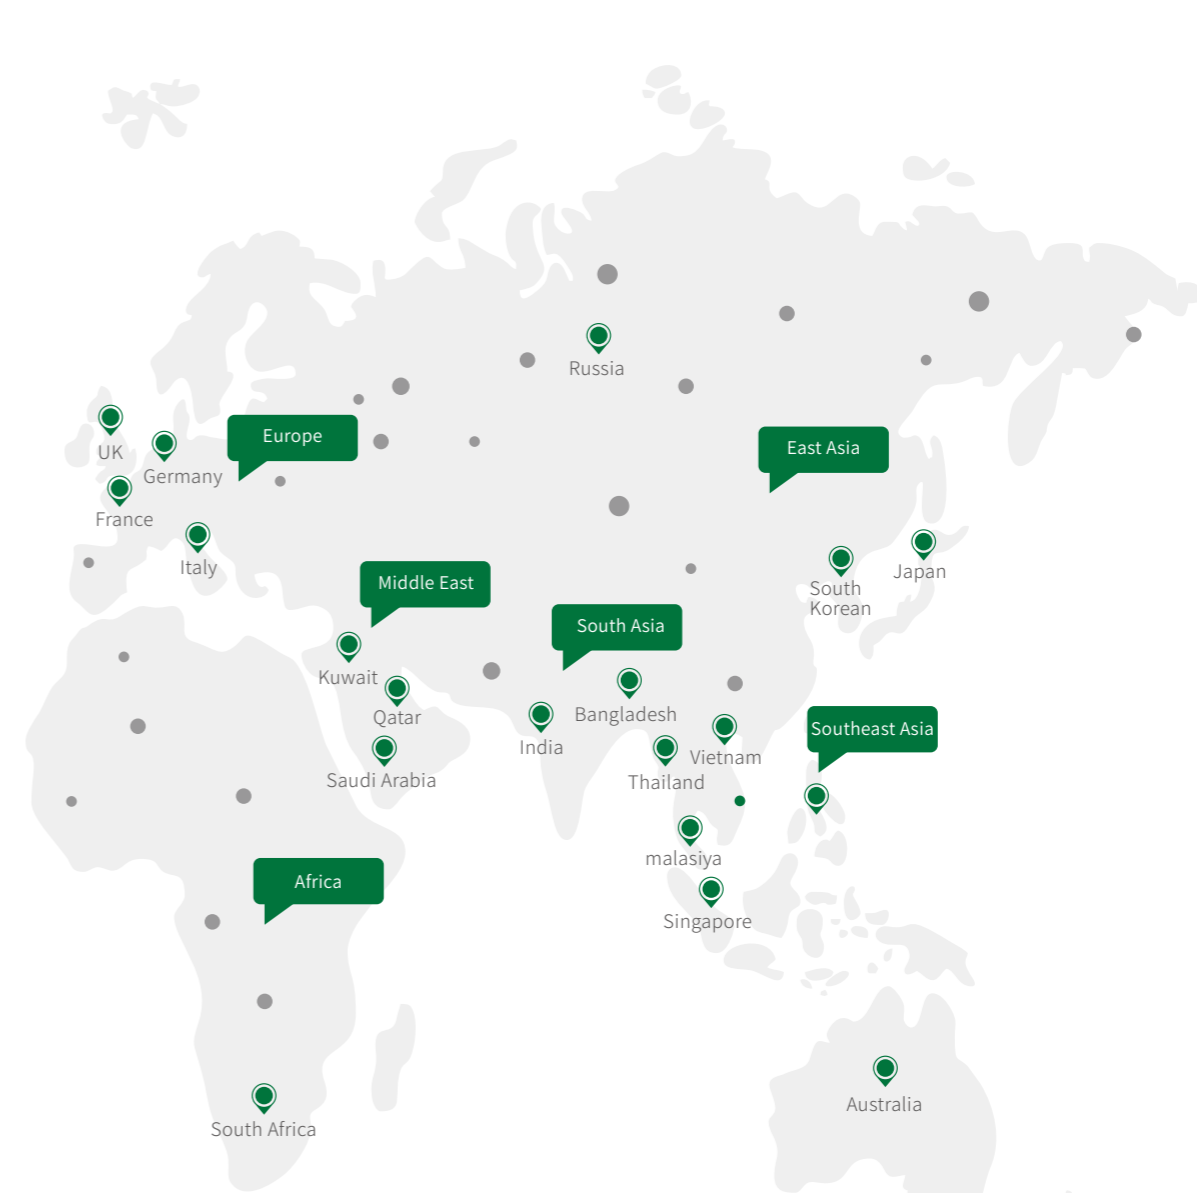 Russia
Europe
East Asia
UK
Germany
France
Italy
Japan
Middle East
South
Korean
South Asia
Kuwait
Qatar
Bangladesh
Southeast Asia
India
Vietnam
Saudi Arabia
Thailand
malasiya
Africa
Singapore
Australia
South Africa